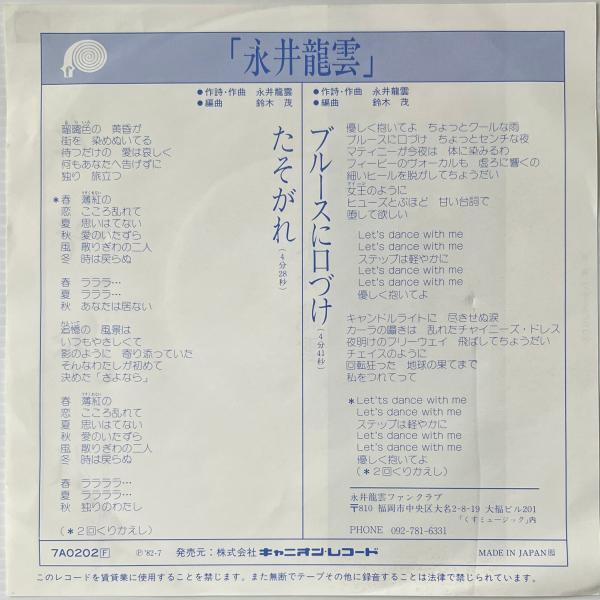 「永井龍雲」
●作詩・作曲 永井龍雲
●編曲 鈴木 茂
ブルースに口づけ(4分41秒)
優しく抱いてよ ちょっとクールな雨
ブルースに口づけ ちょっとセンチな夜
マティニーが今夜は 体に染みるわ
フィービーのヴォーカルも 虚ろに響くの
細いヒールを脱がしてちょうだい
女王のように
ヒューズとぶほど 甘い台詞で
堕して欲しい
Let's dance with me
Let's dance with me
ステップは軽やかに
Let's dance with me
Let's dance with me
優しく抱いてよ
キャンドルライトに 尽きせぬ涙
カーラの囁きは 乱れたチャイニーズ・ドレス
夜明けのフリーウェイ 飛ばしてちょうだい
チェイスのように
回転狂った 地球の果てまで
私をつれてって
*Let'ts dance with me
Let's dance with me
ステップは軽やかに
Let's dance with me
Let's dance with me
優しく抱いてよ
(*2回くりかえし)
永井龍雲ファンクラブ
〒810 福岡市中央区大名2-8-19 大福ビル201
「くすミュージック」内
PHONE 092-781-6331
●作詩・作曲 永井龍雲
●編曲 鈴木 茂
たそがれ(4分28秒)
瑠璃色の 黄昏が
街を 染めぬいてる
待つだけの 愛は哀しく
何もあなたへ告げずに
独り 旅立つ
*春 薄紅の
恋 こころ乱れて
夏 思いはてない
秋 愛のいたずら
風 散りぎわの二人
冬 時は戻らぬ
春 ラララ…
夏 ラララ…
秋 あなたは居ない
追憶の 風景は
いつもやさしくて
影のように 寄り添っていた
そんなわたしが初めて
決めた「さよなら」
春 薄紅の
恋 こころ乱れて
夏 思いはてない
秋 愛のいたずら
風 散りぎわの二人
冬 時は戻らぬ
春 ララララ…
夏 ララララ…
秋 独りのわたし
(*2回くりかえし)
7A0202 F ℗'82-7 発売元:株式会社キャニオン・レコード MADE IN JAPAN
このレコードを賃貸業に使用することを禁じます。また無断でテープその他に録音することは法律で禁じられています。